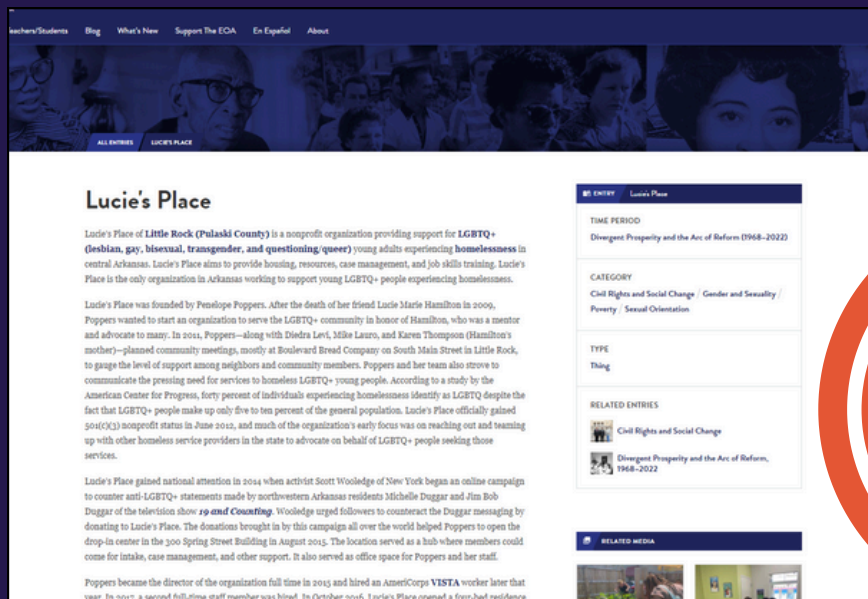 Teachers/Students Blog What's New Support The EOA En Español About
ALL ENTRIES LUCIE'S PLACE
Lucie's Place
Lucie's Place of Little Rock (Pulaski County) is a nonprofit organization providing support for LGBTQ+
(lesbian, gay, bisexual, transgender, and questioning/queer) young adults experiencing homelessness in
central Arkansas. Lucie's Place aims to provide housing, resources, case management, and job skills training. Lucie's
Place is the only organization in Arkansas working to support young LGBTQ+ people experiencing homelessness.
Lucie's Place was founded by Penelope Poppers. After the death of her friend Lucie Marie Hamilton in 2009,
Poppers wanted to start an organization to serve the LGBTQ+ community in honor of Hamilton, who was a mentor
and advocate to many. In 2011, Poppers—along with Diedra Levi, Mike Lauro, and Karen Thompson (Hamilton's
mother)—planned community meetings, mostly at Boulevard Bread Company on South Main Street in Little Rock,
to gauge the level of support among neighbors and community members. Poppers and her team also strove to
communicate the pressing need for services to homeless LGBTQ+ young people. According to a study by the
American Center for Progress, forty percent of individuals experiencing homelessness identify as LGBTQ despite the
fact that LGBTQ+ people make up only five to ten percent of the general population. Lucie's Place officially gained
501(c)(3) nonprofit status in June 2012, and much of the organization's early focus was on reaching out and teaming
up with other homeless service providers in the state to advocate on behalf of LGBTQ+ people seeking those
services.
Lucie's Place gained national attention in 2014 when activist Scott Wooledge of New York began an online campaign
to counter anti-LGBTQ+ statements made by northwestern Arkansas residents Michelle Duggar and Jim Bob
Duggar of the television show 19 and Counting. Wooledge urged followers to counteract the Duggar messaging by
donating to Lucie's Place. The donations brought in by this campaign all over the world helped Poppers to open the
drop-in center in the 300 Spring Street Building in August 2015. The location served as a hub where members could
come for intake, case management, and other support. It also served as office space for Poppers and her staff.
Poppers became the director of the organization full time in 2015 and hired an AmeriCorps VISTA worker later that
year. In 2017, a second full-time staff member was hired. In October 2016, Lucie's Place opened a four-bed residence
ENTRY Lucie's Place
TIME PERIOD
Divergent Prosperity and the Arc of Reform (1968–2022)
CATEGORY
Civil Rights and Social Change / Gender and Sexuality /
Poverty / Sexual Orientation
TYPE
Thing
RELATED ENTRIES
Civil Rights and Social Change
Divergent Prosperity and the Arc of Reform,
1968–2022
RELATED MEDIA